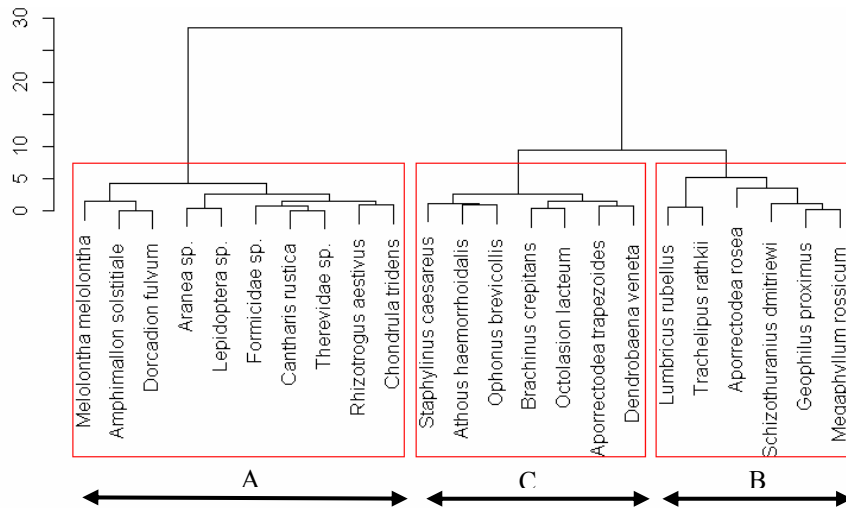 30
20
10
5
0
Melolontha melolontha
Amphimallon solstitiale
Dorcadion fulvum
Aranea sp.
Lepidoptera sp.
Formicidae sp.
Cantharis rustica
Therevidae sp.
Rhizotrogus aestivus
Chondrula tridens
Staphylinus caesareus
Athous haemorrhoidalis
Ophonus brevicollis
Brachinus crepitans
Octolasion lacteum
Aporrectodea trapezoides
Dendrobaena veneta
Lumbricus rubellus
Trachelipus rathkii
Aporrectodea rosea
Schizothuranius dmitriewi
Geophilus proximus
Megaphyllum rossicum
A
C
B